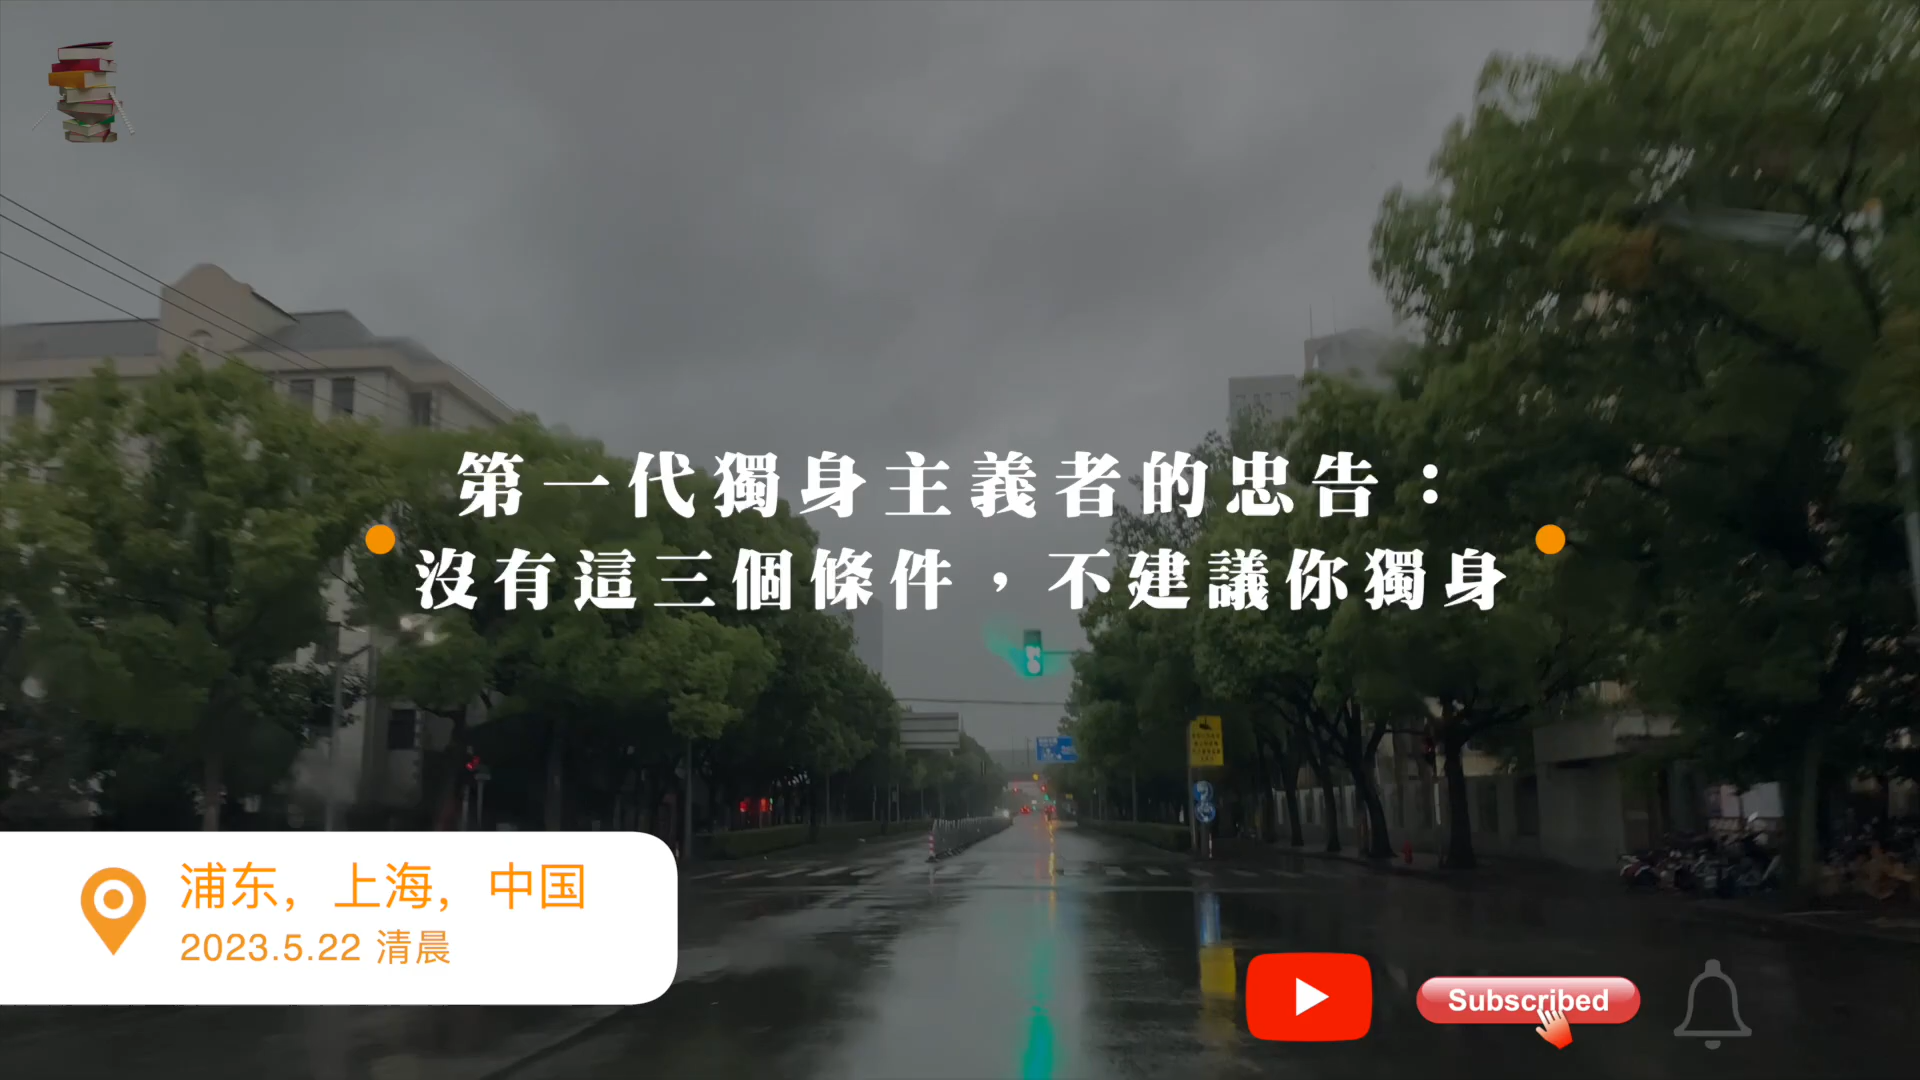 第一代獨身主義者的忠告：
沒有這三個條件，不建議你獨身
浦东，上海，中国
2023.5.22 清晨
Subscribed